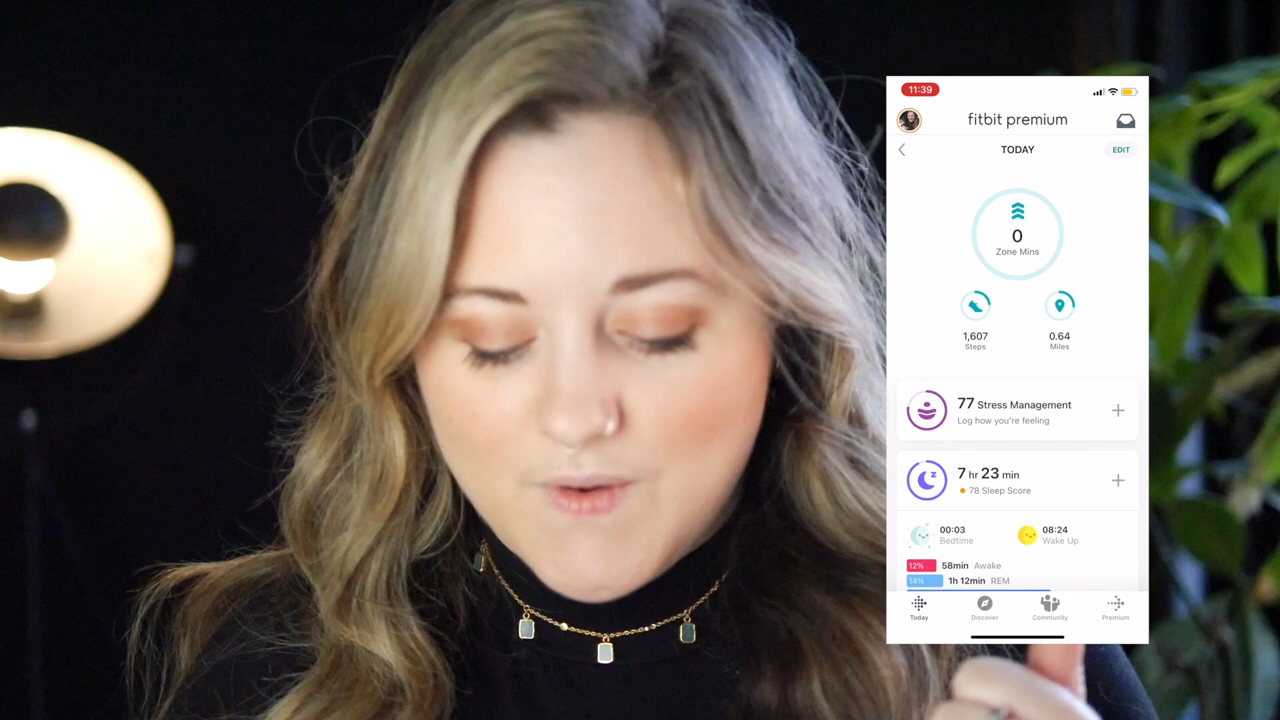 11:39
fitbit premium
TODAY
EDIT
0
Zone Mins
1,607
Steps
0.64
Miles
77 Stress Management
Log how you're feeling
7 hr 23 min
78 Sleep Score
00:03
Bedtime
08:24
Wake Up
12% 58min Awake
14% 1h 12min REM
Today
Discover
Community
Premium